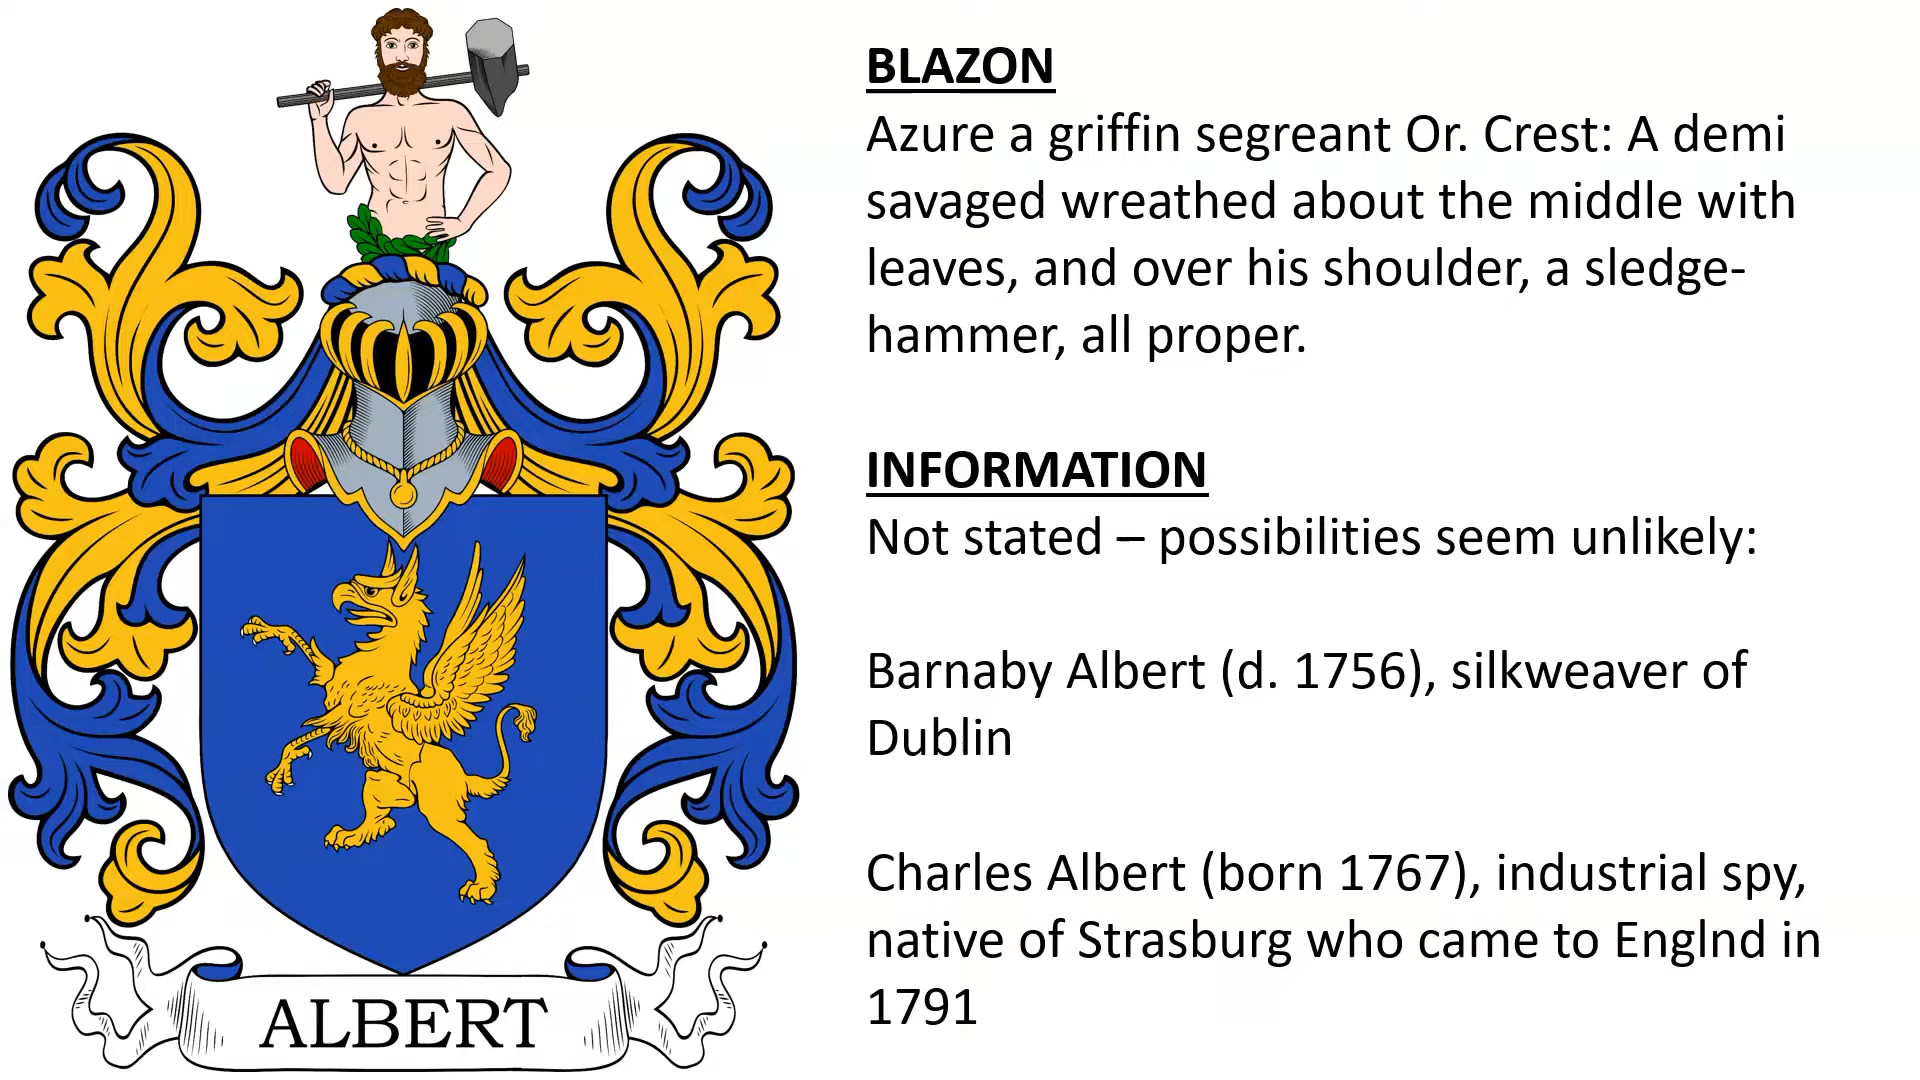 BLAZON
Azure a griffin segreant Or. Crest: A demi
savaged wreathed about the middle with
leaves, and over his shoulder, a sledge-
hammer, all proper.
INFORMATION
Not stated – possibilities seem unlikely:
Barnaby Albert (d. 1756), silkweaver of
Dublin
Charles Albert (born 1767), industrial spy,
native of Strasburg who came to Englnd in
1791
ALBERT